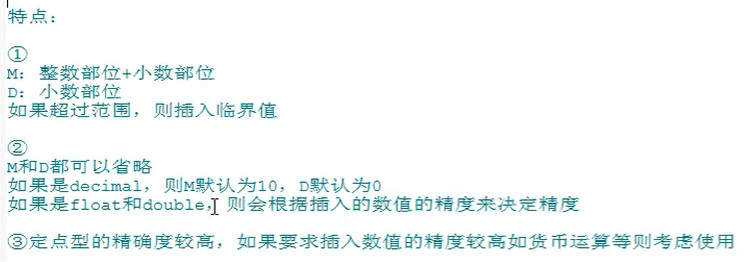 特点：
①
M：整数部位+小数部位
D：小数部位
如果超过范围，则插入临界值
②
M和D都可以省略
如果是decimal，则M默认为10，D默认为0
如果是float和double，则会根据插入的数值的精度来决定精度
③定点型的精确度较高，如果要求插入数值的精度较高如货币运算等则考虑使用